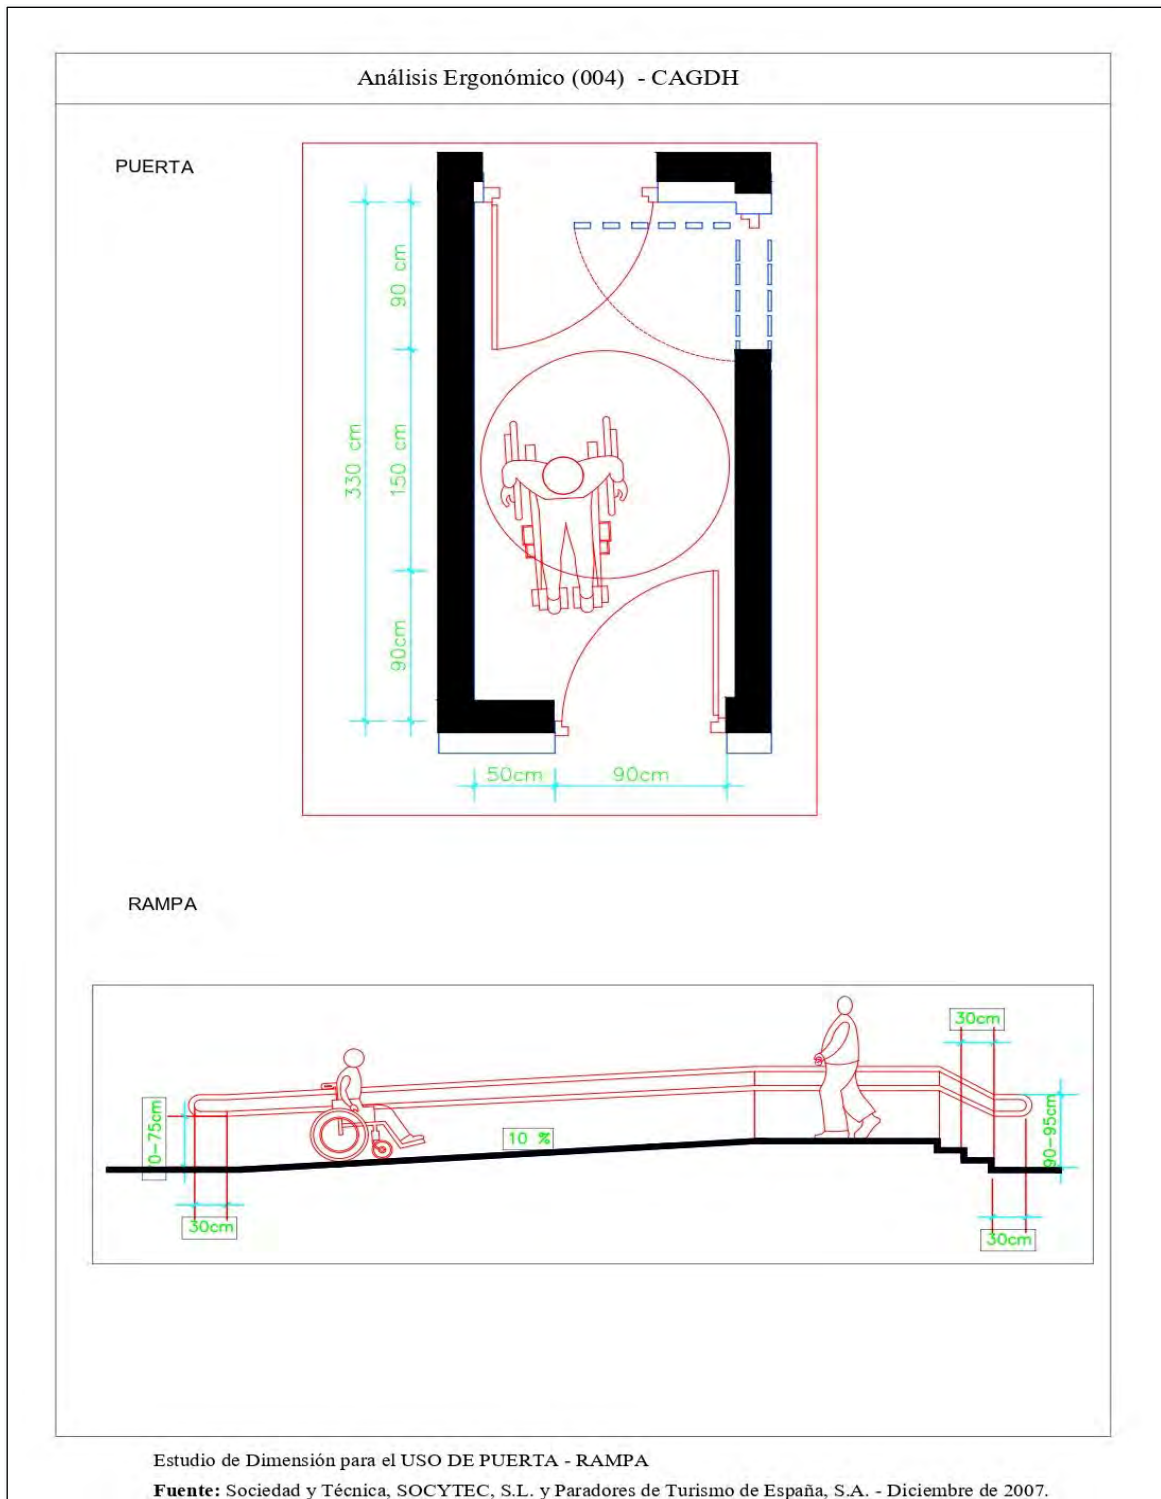 Análisis Ergonómico (004) - CAGDH
PUERTA
90 cm
330 cm
150 cm
90cm
50cm
90cm
RAMPA
30cm
0-75cm
10 %
90-95cm
30cm
30cm
Estudio de Dimensión para el USO DE PUERTA - RAMPA
Fuente: Sociedad y Técnica, SOCYTEC, S.L. y Paradores de Turismo de España, S.A. - Diciembre de 2007.